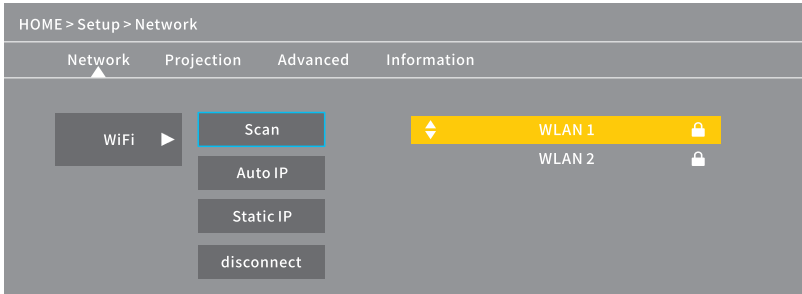 HOME > Setup > Network
Network Projection Advanced Information
WiFi
Scan
Auto IP
Static IP
disconnect
WLAN 1
WLAN 2